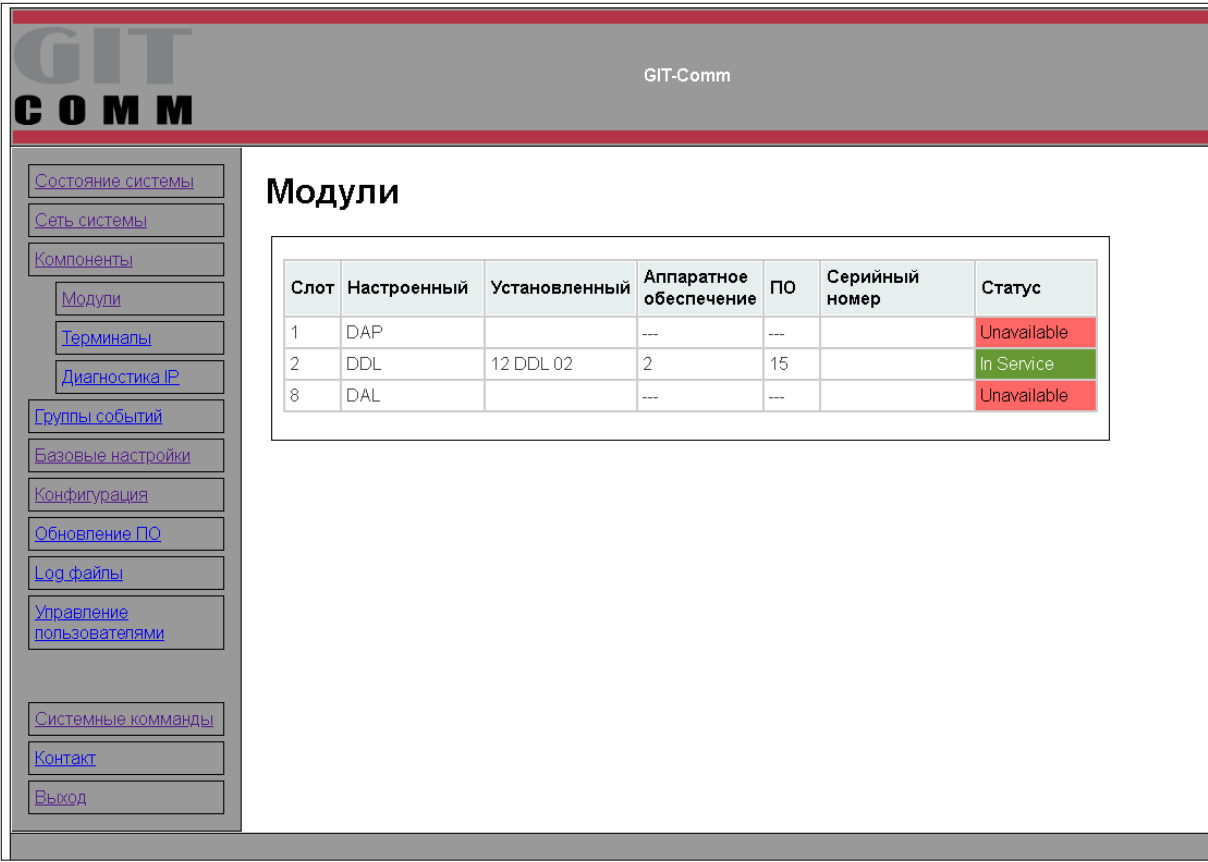 GIT
COMM
GIT-Comm
Состояние системы
Сеть системы
Компоненты
Модули
Терминалы
Диагностика IP
Группы событий
Базовые настройки
Конфигурация
Обновление ПО
Log файлы
Управление
пользователями
Системные комманды
Контакт
Выход
Модули
Слот Настроенный Установленный Аппаратное обеспечение ПО Серийный номер Статус
1 DAP --- --- Unavailable
2 DDL 12 DDL 02 2 15 In Service
8 DAL --- --- Unavailable